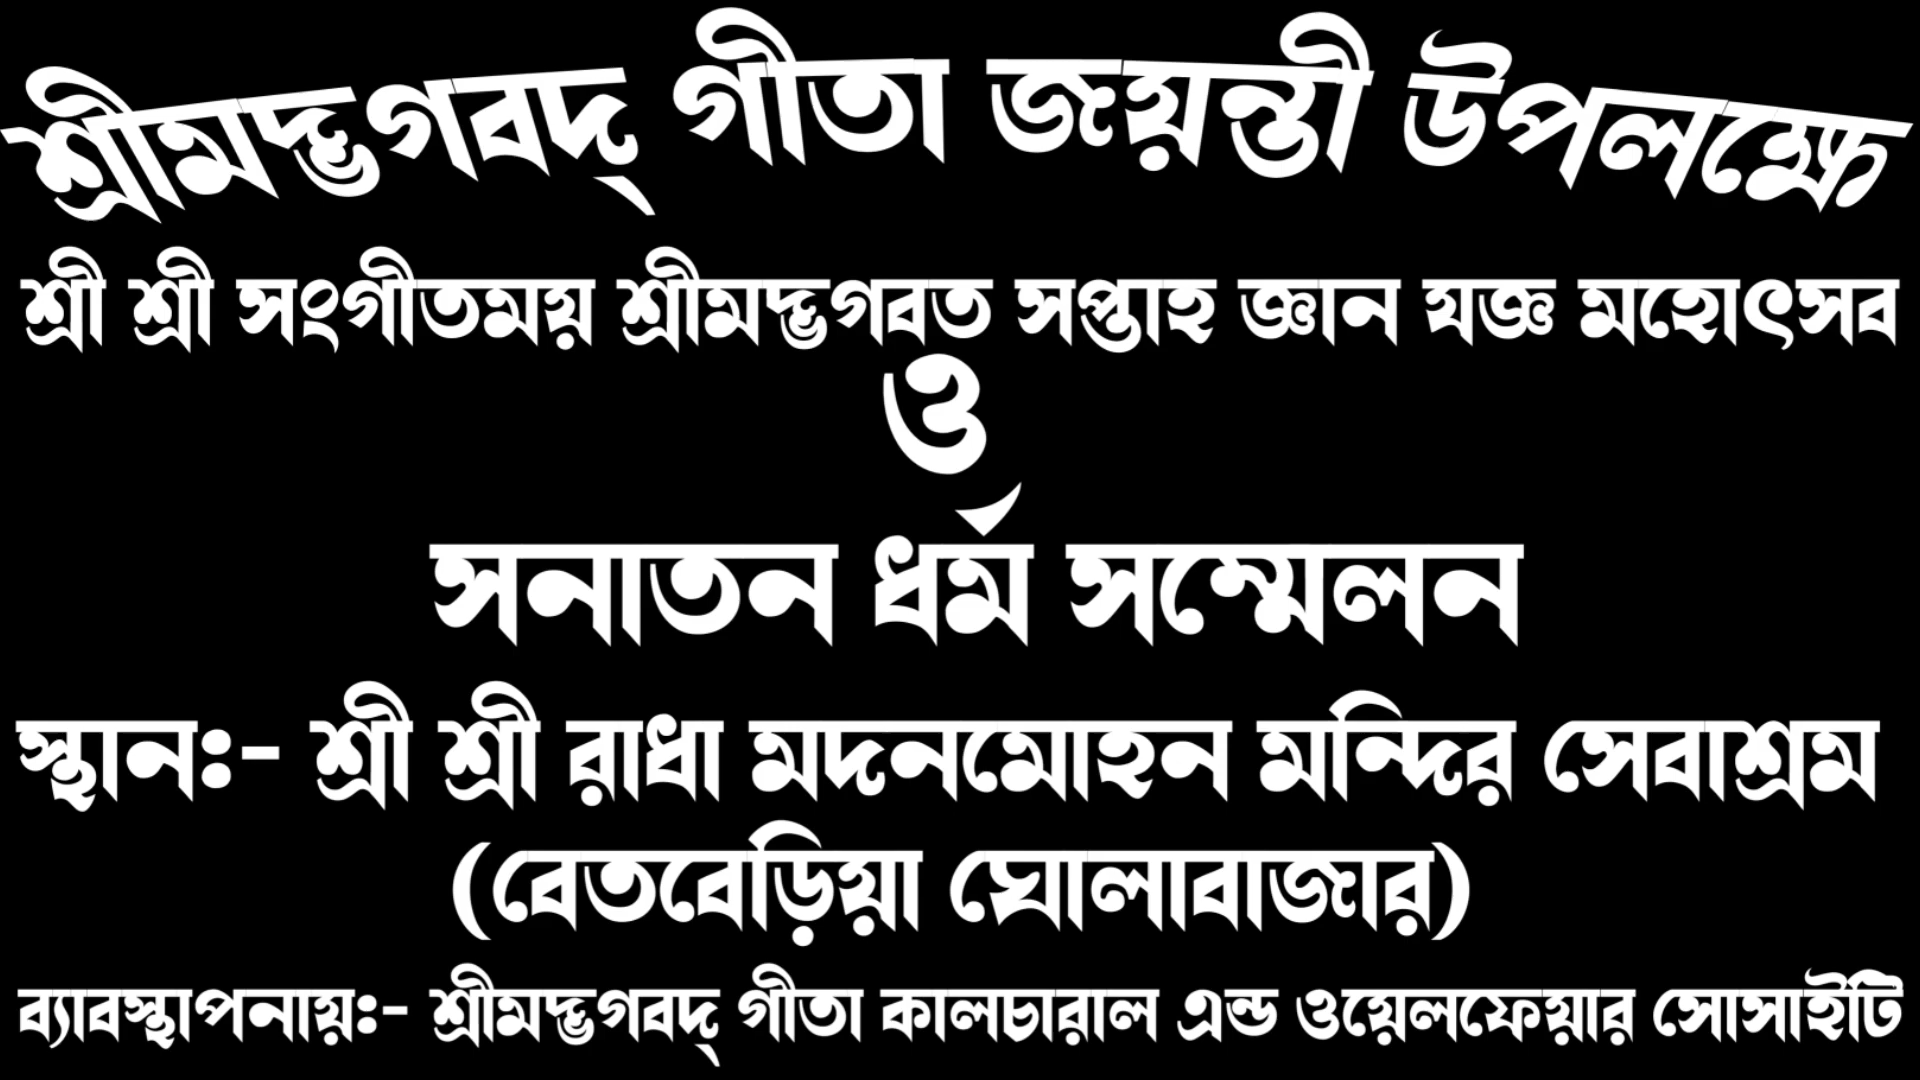 শ্রীমদ্ভগবদ্ গীতা জয়ন্তী উপলক্ষে
শ্রী শ্রী সংগীতময় শ্রীমদ্ভগবত সপ্তাহ জ্ঞান যজ্ঞ মহোৎসব
ও
সনাতন ধর্ম সম্মেলন
স্থানঃ- শ্রী শ্রী রাধা মদনমোহন মন্দির সেবাশ্রম
(বেতবেড়িয়া ঘোলাবাজার)
ব্যাবস্থাপনায়ঃ- শ্রীমদ্ভগবদ্ গীতা কালচারাল এন্ড ওয়েলফেয়ার সোসাইটি